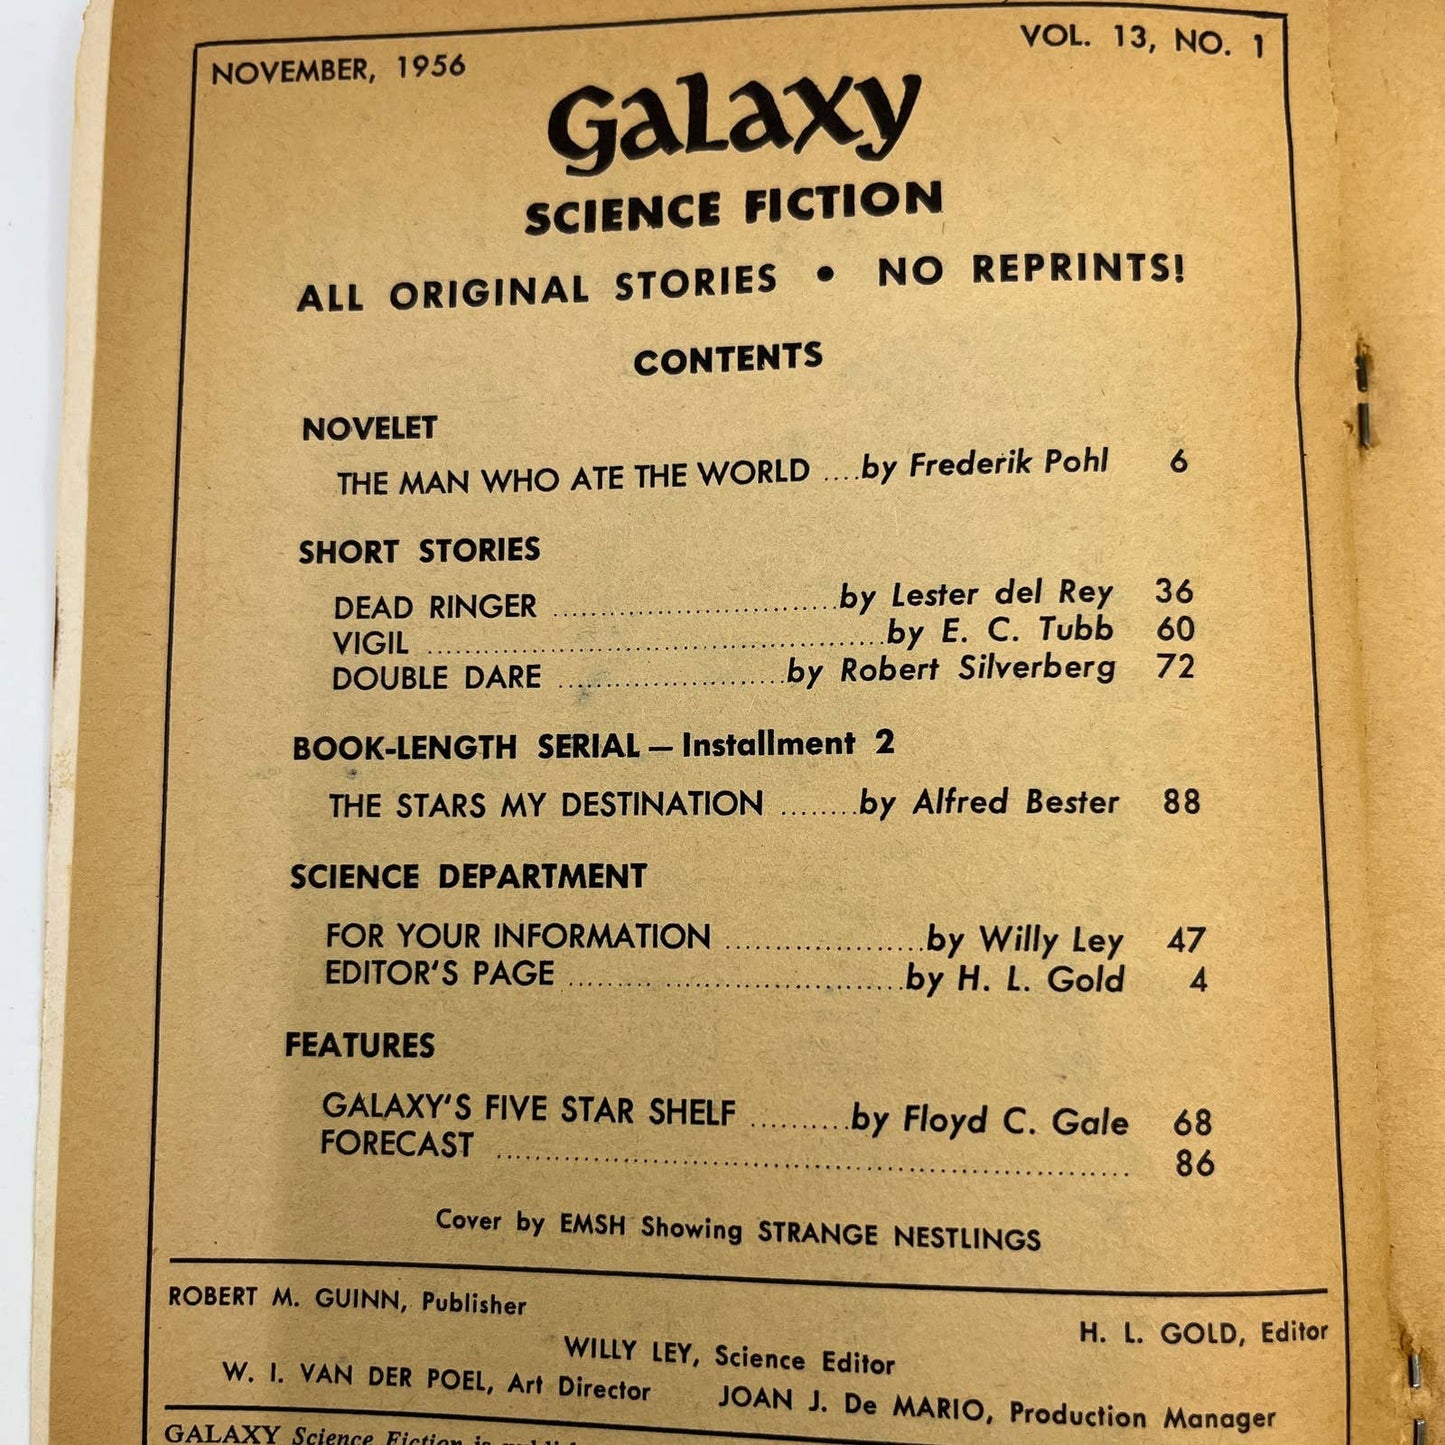 NOVEMBER, 1956 VOL. 13, NO. 1
Galaxy
SCIENCE FICTION
ALL ORIGINAL STORIES • NO REPRINTS!
CONTENTS
NOVELET
THE MAN WHO ATE THE WORLD ....by Frederik Pohl 6
SHORT STORIES
DEAD RINGER ..............................by Lester del Rey 36
VIGIL ................................................by E. C. Tubb 60
DOUBLE DARE ........................by Robert Silverberg 72
BOOK-LENGTH SERIAL — Installment 2
THE STARS MY DESTINATION ........by Alfred Bester 88
SCIENCE DEPARTMENT
FOR YOUR INFORMATION ....................by Willy Ley 47
EDITOR'S PAGE ......... .........................by H. L. Gold 4
FEATURES
GALAXY'S FIVE STAR SHELF ..........by Floyd C. Gale 68
FORECAST ................................................................ 86
Cover by EMSH Showing STRANGE NESTLINGS
ROBERT M. GUINN, Publisher H. L. GOLD, Editor
WILLY LEY, Science Editor
W. I. VAN DER POEL, Art Director JOAN J. De MARIO, Production Manager
GALAXY Science Fiction is